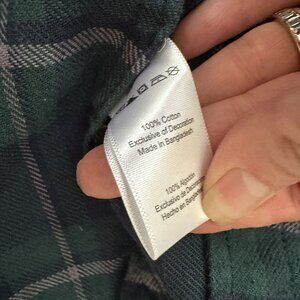 100% Cotton
Exclusive of Decoration
Made in Bangladesh
100% Algodón
Exclusivo de Decoración
Hecho en Bangladesh